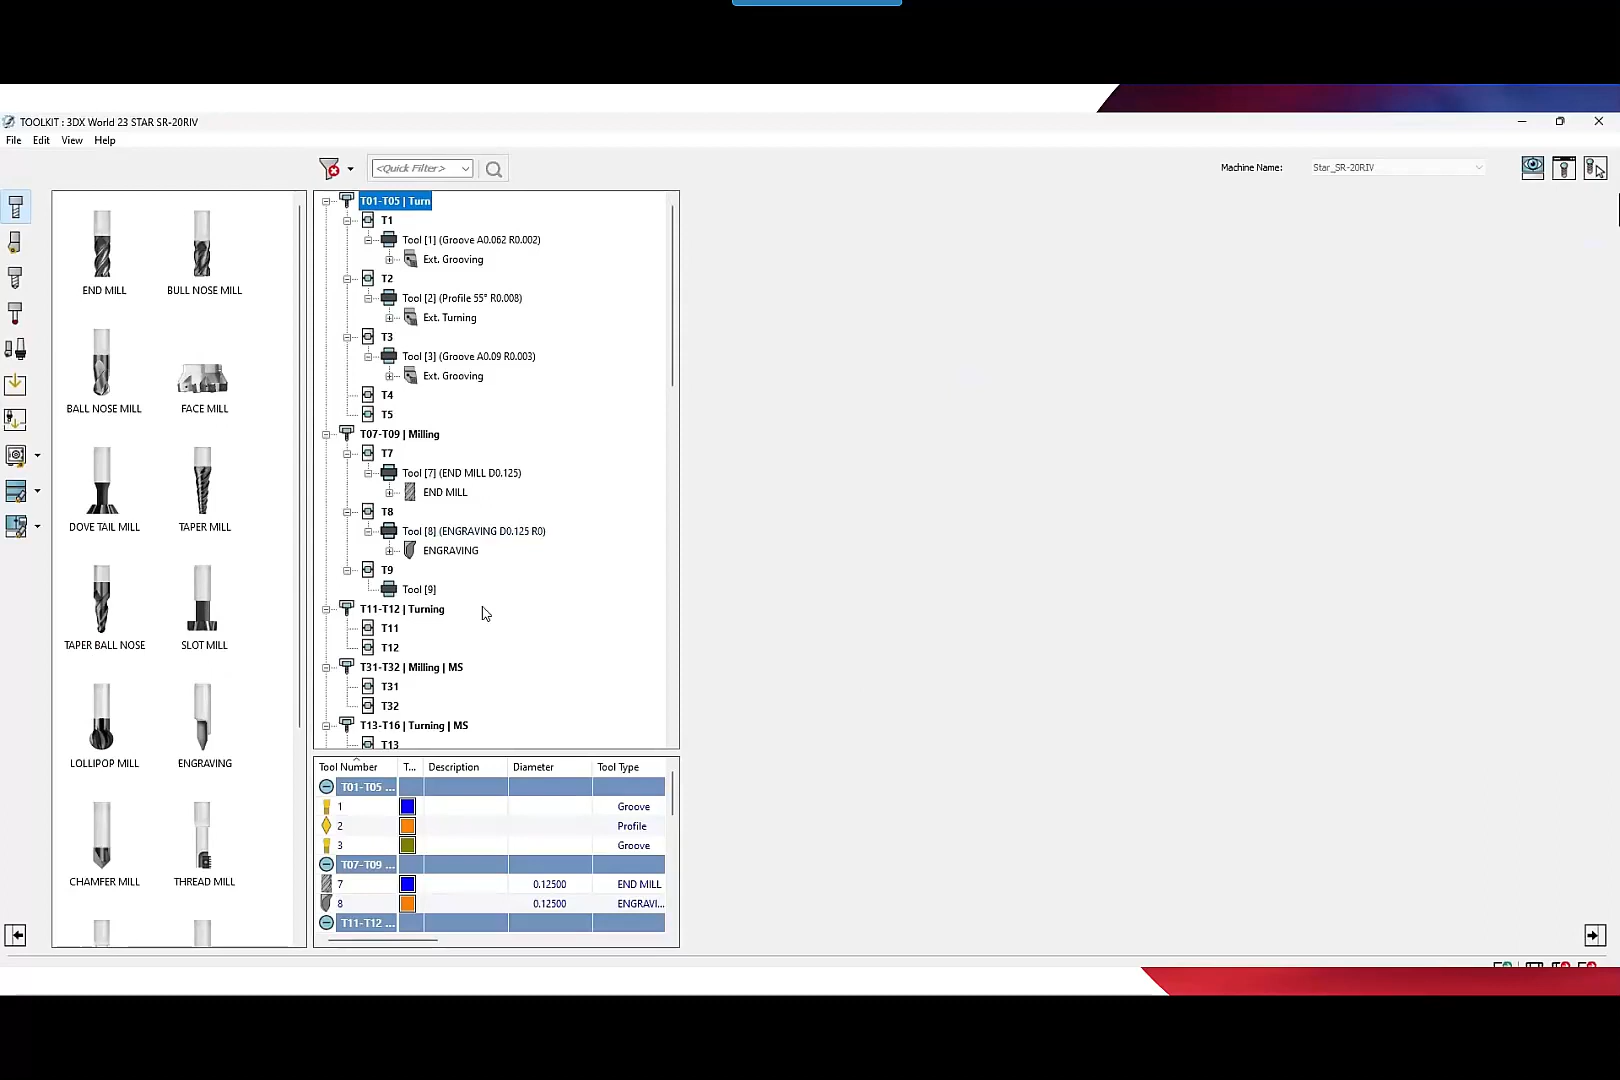 TOOLKIT : 3DX World 23 STAR SR-20RIV
File Edit View Help
<Quick Filter>
Machine Name: Star_SR-20RIV
END MILL BULL NOSE MILL
BALL NOSE MILL FACE MILL
DOVE TAIL MILL TAPER MILL
TAPER BALL NOSE SLOT MILL
LOLLIPOP MILL ENGRAVING
CHAMFER MILL THREAD MILL
T01-T05 | Turn
T1
Tool [1] (Groove A0.062 R0.002)
Ext. Grooving
T2
Tool [2] (Profile 55° R0.008)
Ext. Turning
T3
Tool [3] (Groove A0.09 R0.003)
Ext. Grooving
T4
T5
T07-T09 | Milling
T7
Tool [7] (END MILL D0.125)
END MILL
T8
Tool [8] (ENGRAVING D0.125 R0)
ENGRAVING
T9
Tool [9]
T11-T12 | Turning
T11
T12
T31-T32 | Milling | MS
T31
T32
T13-T16 | Turning | MS
T13
Tool Number T... Description Diameter Tool Type
T01-T05 ...
1 Groove
2 Profile
3 Groove
T07-T09 ...
7 0.12500 END MILL
8 0.12500 ENGRAVI...
T11-T12 ...